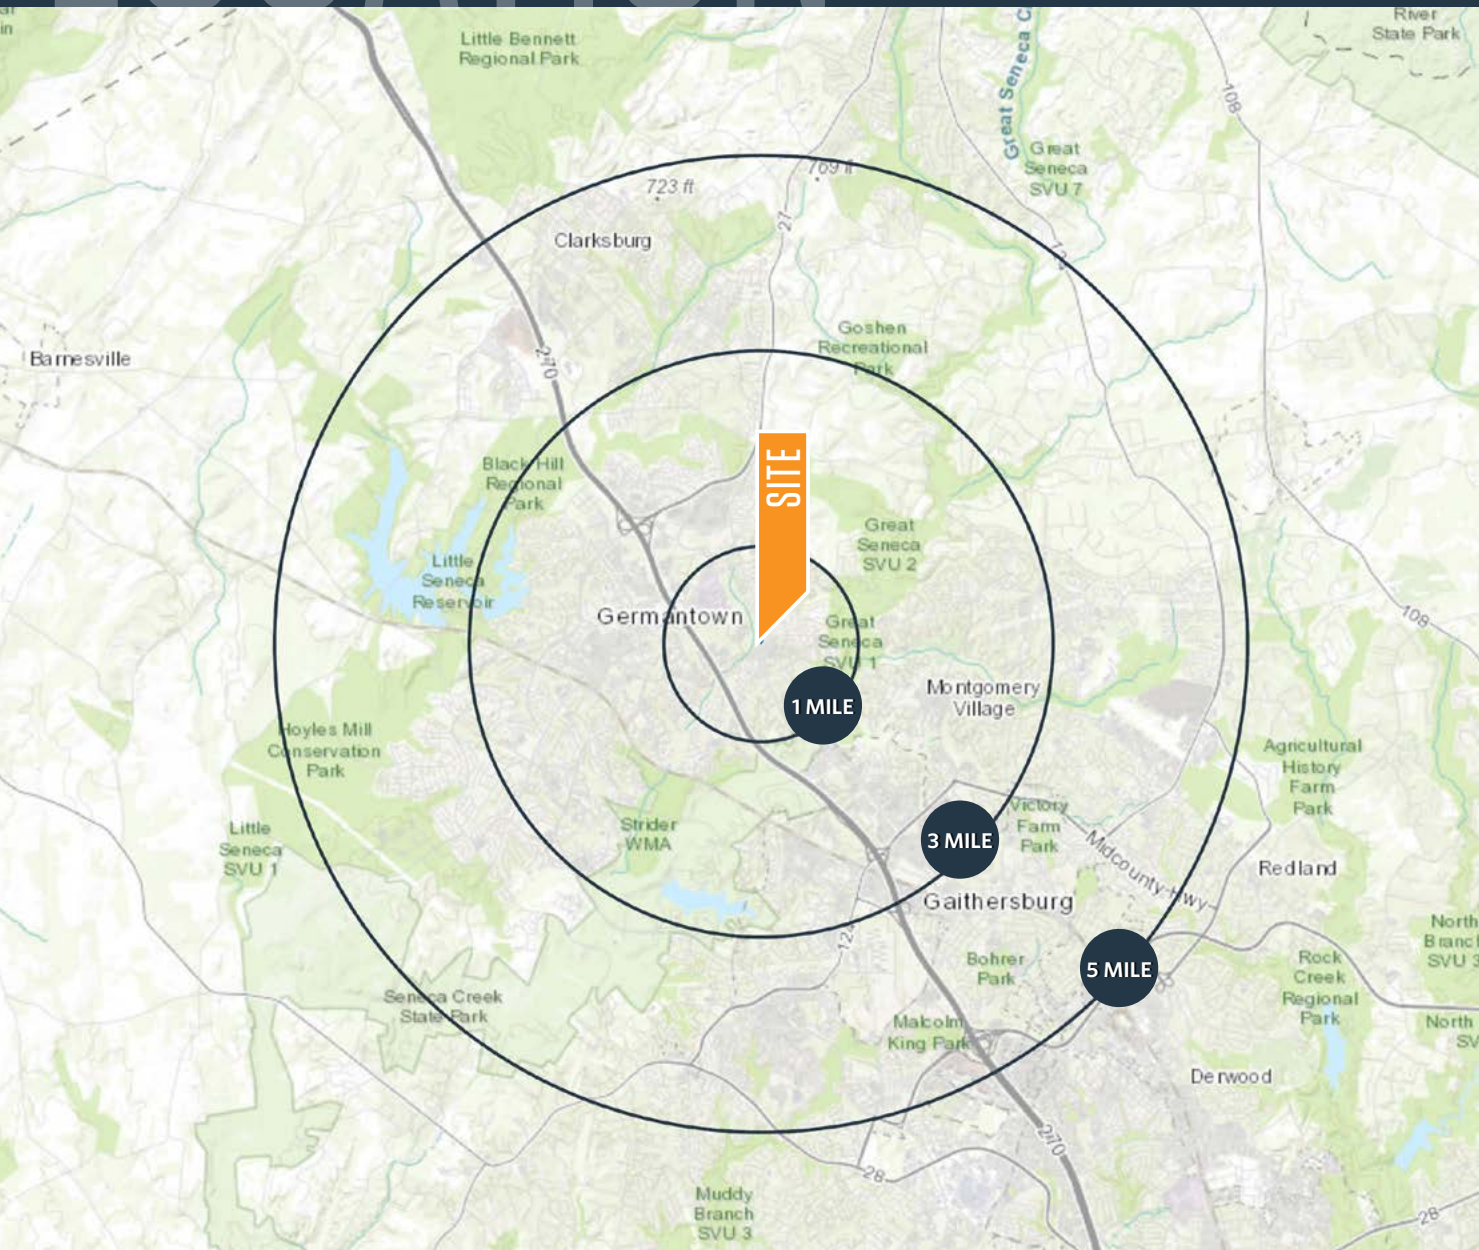 LOCATION
Little Bennett
Regional Park
Great Seneca C
River
State Park
108
Great
Seneca
SVU 7
723 ft
769 ft
27
Clarksburg
124
Barnesville
270
Goshen
Recreational
Park
Black Hill
Regional
Park
SITE
Great
Seneca
SVU 2
Little
Seneca
Reservoir
Germantown
Great
Seneca
SVU 1
108
1 MILE
Montgomery
Village
Hoyles Mill
Conservation
Park
Agricultural
History
Farm
Park
Little
Seneca
SVU 1
Strider
WMA
3 MILE
Victory
Farm
Park
Midcounty Hwy
Redland
Gaithersburg
124
North
Branch
SVU 3
Bohrer
Park
5 MILE
Rock
Creek
Regional
Park
Seneca Creek
State Park
Malcolm
King Park
North
SV
Derwood
270
28
Muddy
Branch
SVU 3
28